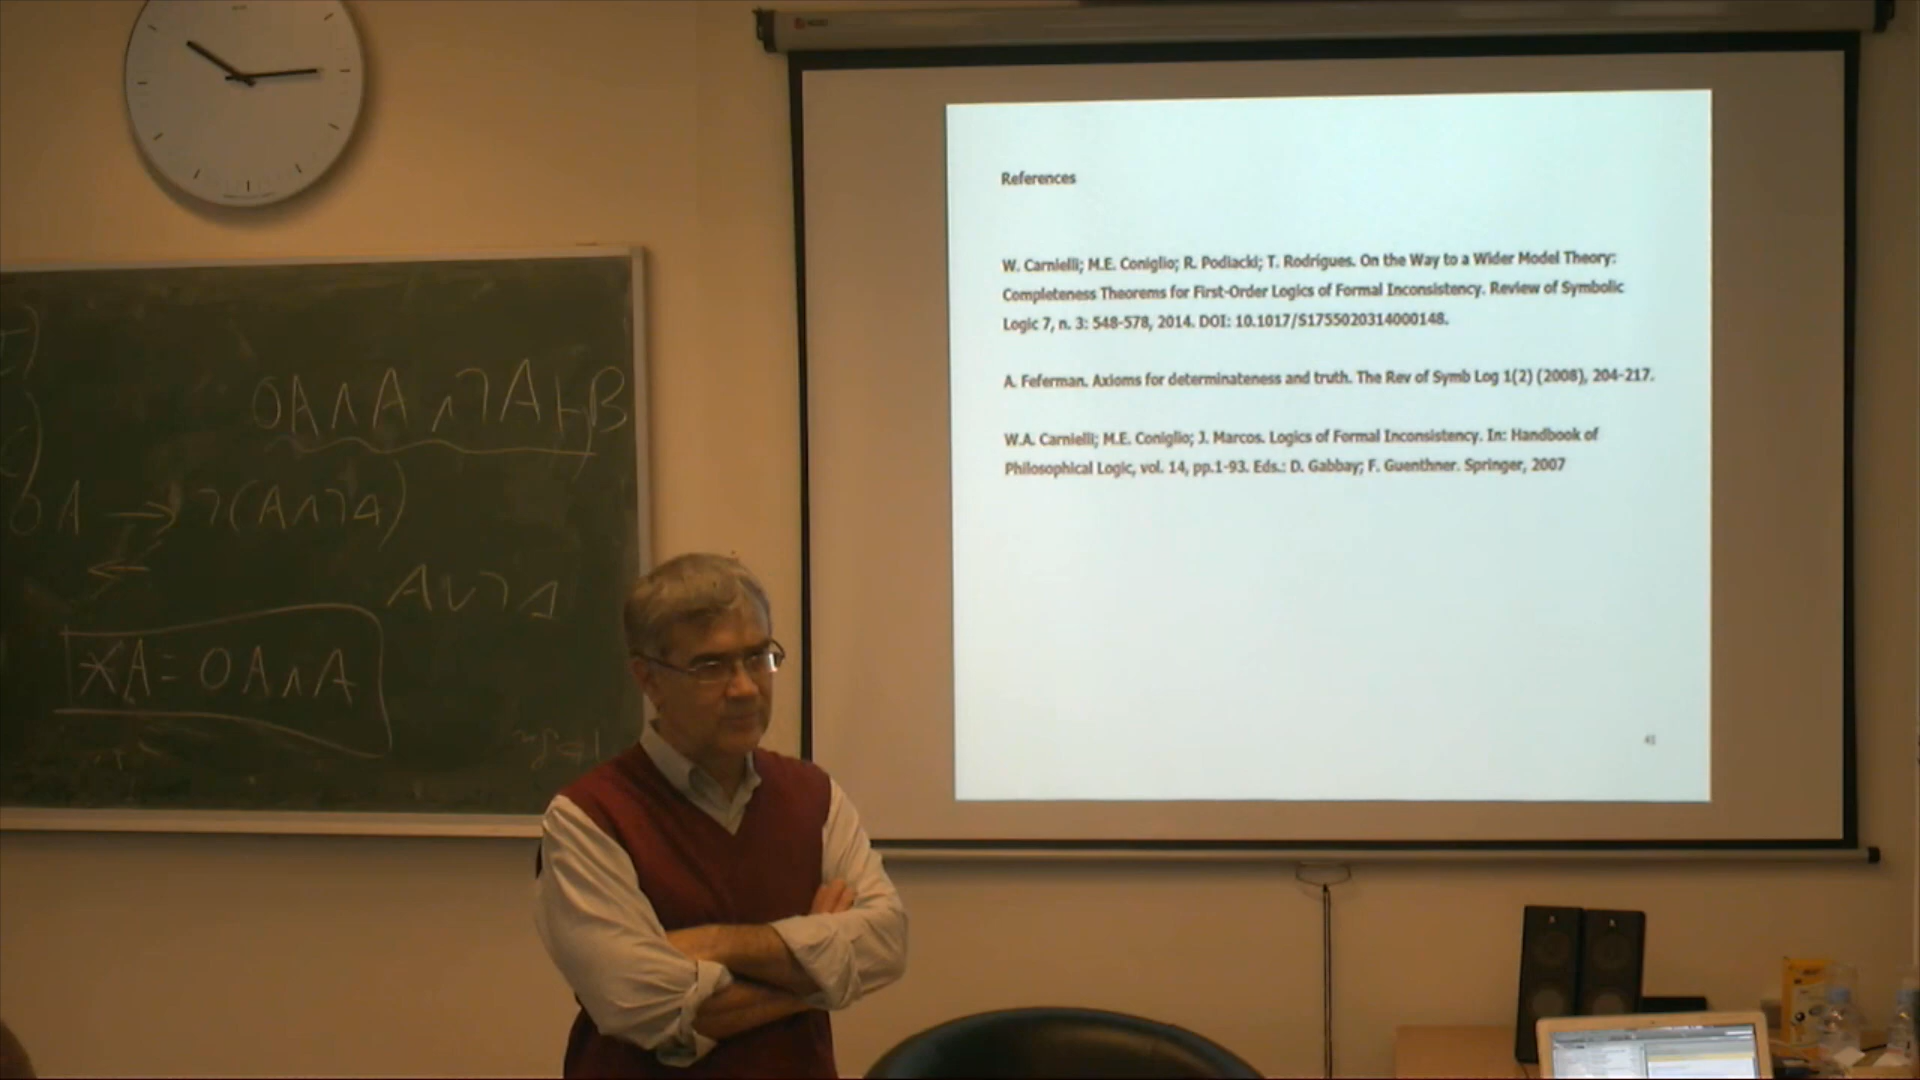 References
W. Carnielli; M.E. Coniglio; R. Podiacki; T. Rodrigues. On the Way to a Wider Model Theory:
Completeness Theorems for First-Order Logics of Formal Inconsistency. Review of Symbolic
Logic 7, n. 3: 548-578, 2014. DOI: 10.1017/S1755020314000148.
A. Feferman. Axioms for determinateness and truth. The Rev of Symb Log 1(2) (2008), 204-217.
W.A. Carnielli; M.E. Coniglio; J. Marcos. Logics of Formal Inconsistency. In: Handbook of
Philosophical Logic, vol. 14, pp.1-93. Eds.: D. Gabbay; F. Guenthner. Springer, 2007
OA∧A∧¬A⊢B
OA → ¬(A∧¬A)
←
A∨¬A
*A = OA∧A